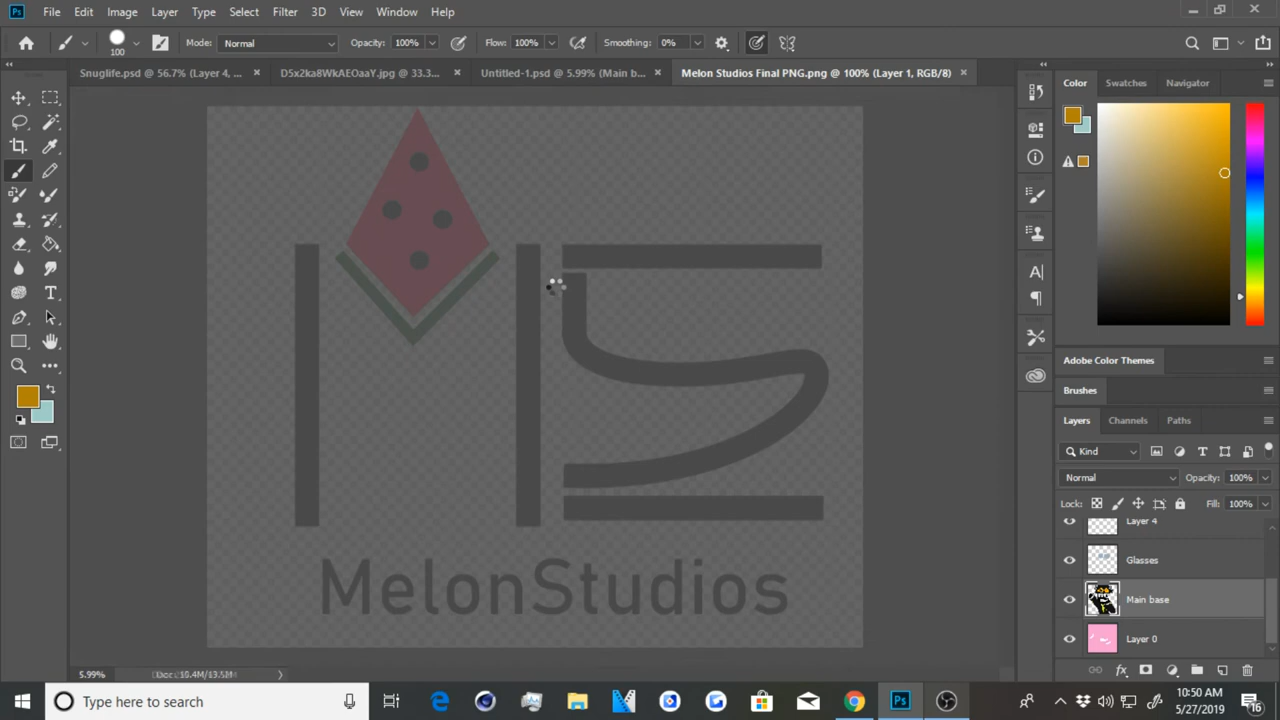 Ps File Edit Image Layer Type Select Filter 3D View Window Help
100 Mode: Normal Opacity: 100% Flow: 100% Smoothing: 0%
Snuglife.psd @ 56.7% (Layer 4, ... D5x2ka8WkAEOaaY.jpg @ 33.3... Untitled-1.psd @ 5.99% (Main b... Melon Studios Final PNG.png @ 100% (Layer 1, RGB/8)
Color Swatches Navigator
Adobe Color Themes
Brushes
Layers Channels Paths
Kind
Normal Opacity: 100%
Lock: Fill: 100%
Layer 4
Glasses
Main base
Layer 0
MelonStudios
5.99%
Type here to search
Ps
10:50 AM
5/27/2019
16